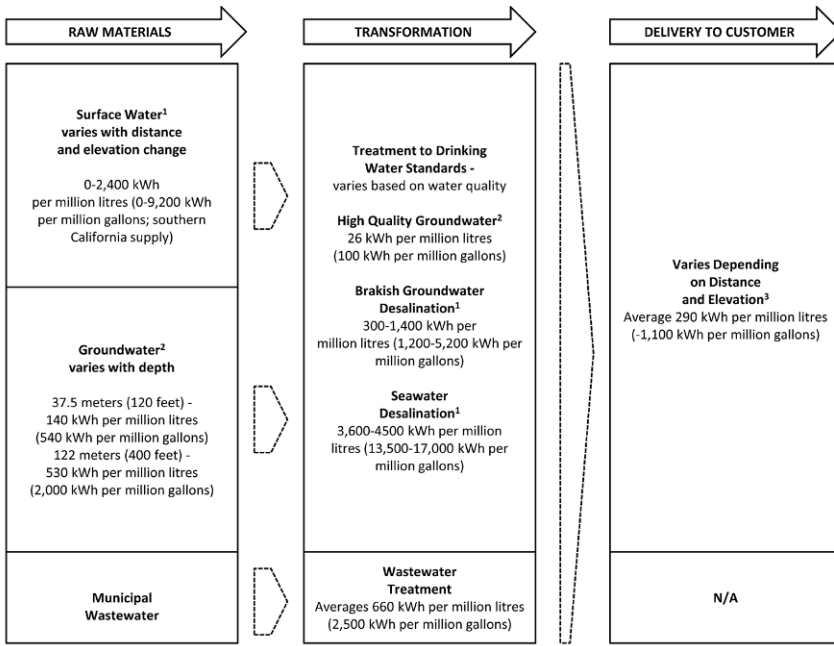 RAW MATERIALS
TRANSFORMATION
DELIVERY TO CUSTOMER
Surface Water¹
varies with distance
and elevation change
0-2,400 kWh
per million litres (0-9,200 kWh
per million gallons; southern
California supply)
Groundwater²
varies with depth
37.5 meters (120 feet) -
140 kWh per million litres
(540 kWh per million gallons)
122 meters (400 feet) -
530 kWh per million litres
(2,000 kWh per million gallons)
Municipal
Wastewater
Treatment to Drinking
Water Standards -
varies based on water quality
High Quality Groundwater²
26 kWh per million litres
(100 kWh per million gallons)
Brakish Groundwater
Desalination¹
300-1,400 kWh per
million litres (1,200-5,200 kWh per
million gallons)
Seawater
Desalination¹
3,600-4500 kWh per million
litres (13,500-17,000 kWh per
million gallons)
Wastewater
Treatment
Averages 660 kWh per million litres
(2,500 kWh per million gallons)
Varies Depending
on Distance
and Elevation³
Average 290 kWh per million litres
(-1,100 kWh per million gallons)
N/A